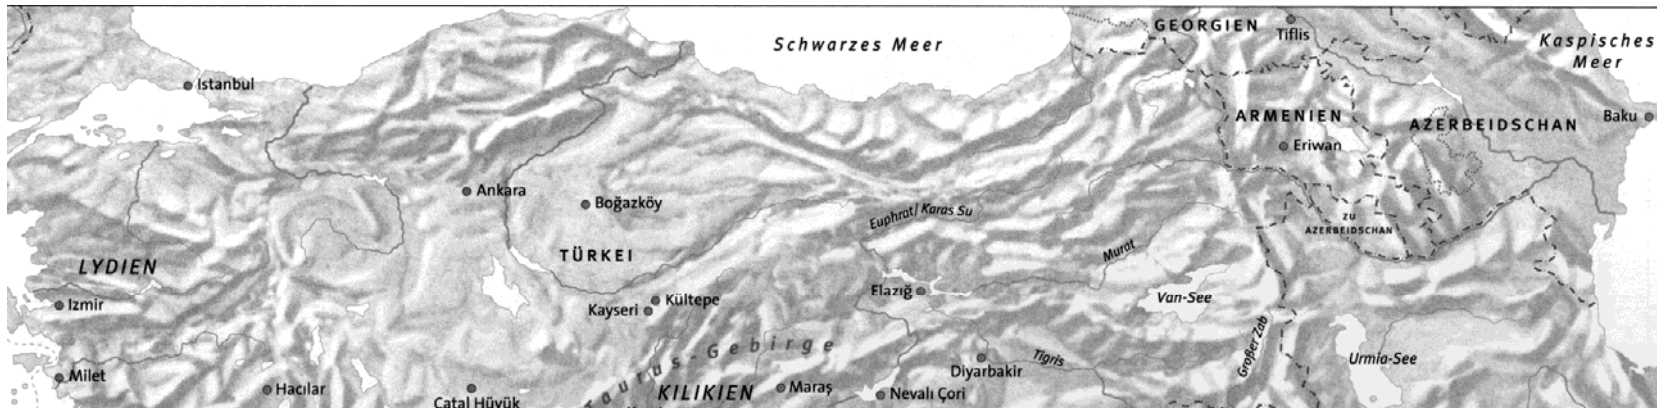 GEORGIEN
Tiflis
Schwarzes Meer
Kaspisches
Meer
Istanbul
ARMENIEN
AZERBEIDSCHAN
Baku
Eriwan
Ankara
Boğazköy
Euphrat/Karas Su
ZU
AZERBEIDSCHAN
TÜRKEI
Murat
LYDIEN
Izmir
Kayseri
Kültepe
Elazığ
Van-See
Großer Zab
Urmia-See
Taurus-Gebirge
Tigris
Diyarbakir
Milet
Hacılar
Çatal Hüyük
KILIKIEN
Maraş
Nevalı Çori